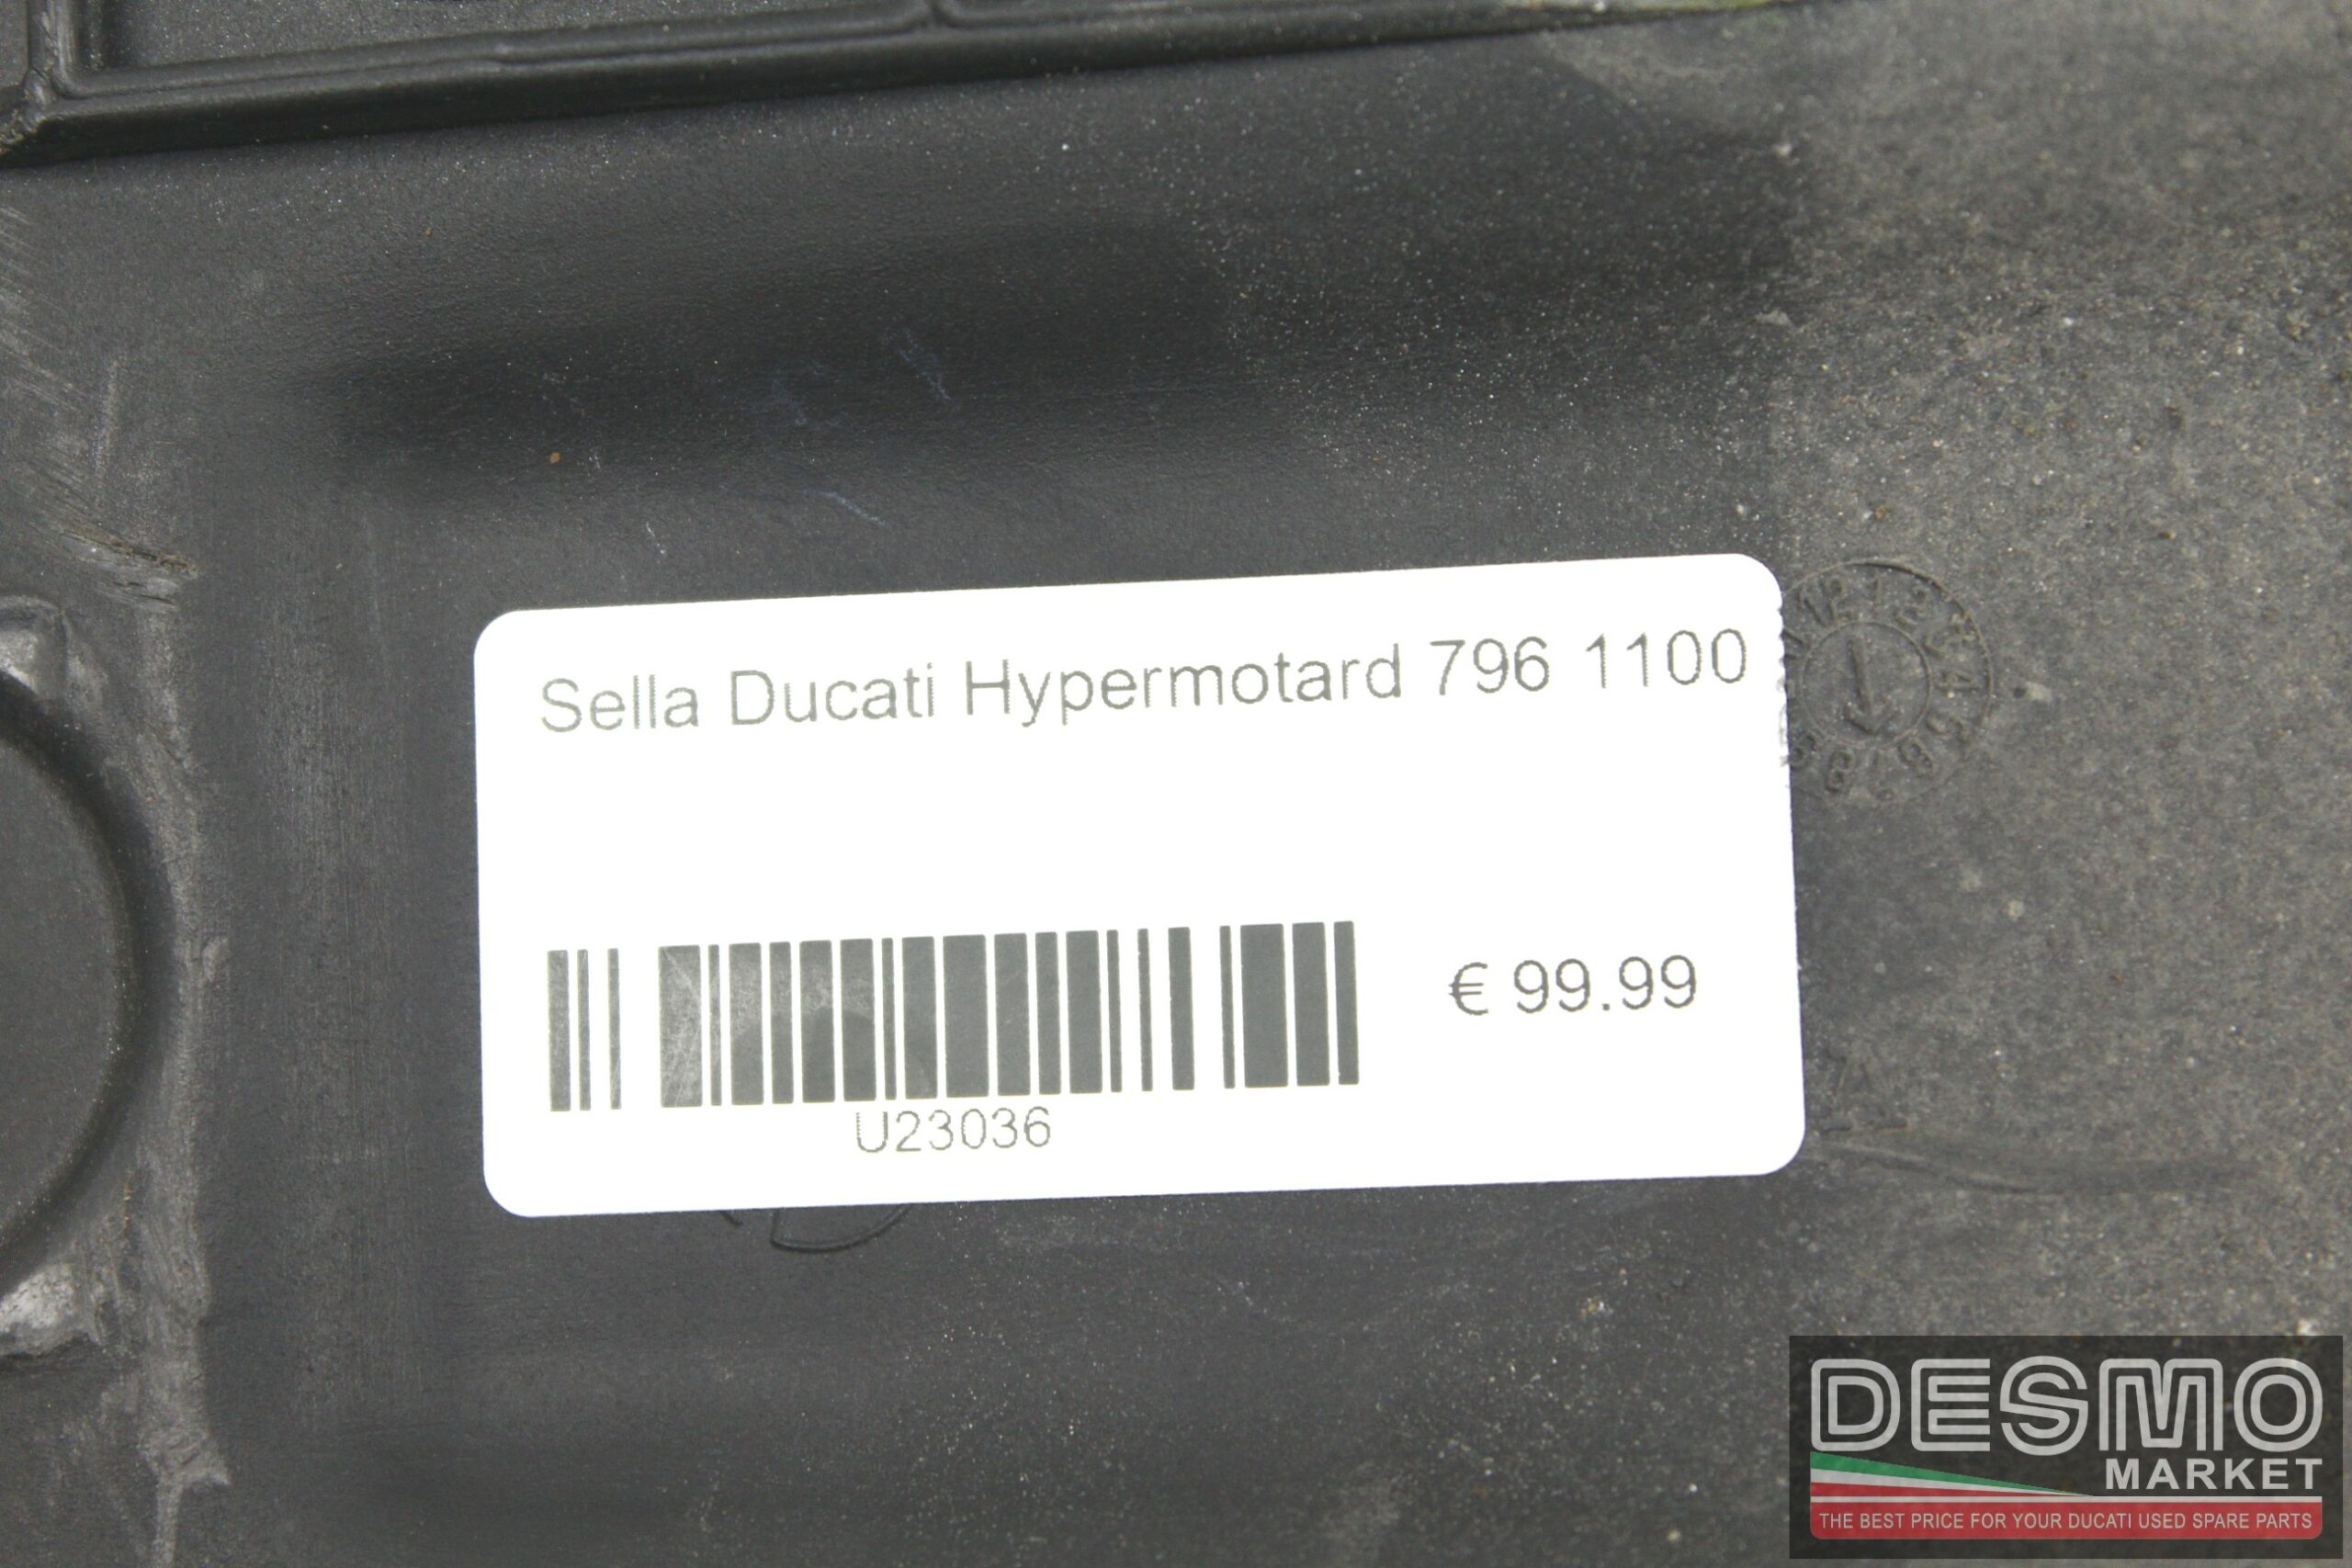 Sella Ducati Hypermotard 796 1100
€ 99.99
U23036
DESMO
MARKET
THE BEST PRICE FOR YOUR DUCATI USED SPARE PARTS